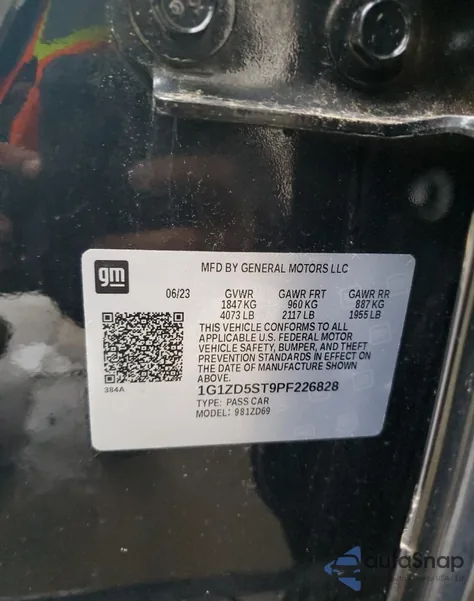 gm
MFD BY GENERAL MOTORS LLC
06/23 GVWR GAWR FRT GAWR RR
1847 KG 960 KG 887 KG
4073 LB 2117 LB 1955 LB
THIS VEHICLE CONFORMS TO ALL
APPLICABLE U.S. FEDERAL MOTOR
VEHICLE SAFETY, BUMPER, AND THEFT
PREVENTION STANDARDS IN EFFECT ON
THE DATE OF MANUFACTURE SHOWN
ABOVE.
384A
1G1ZD5ST9PF226828
TYPE: PASS CAR
MODEL: 981ZD69
autaSnap